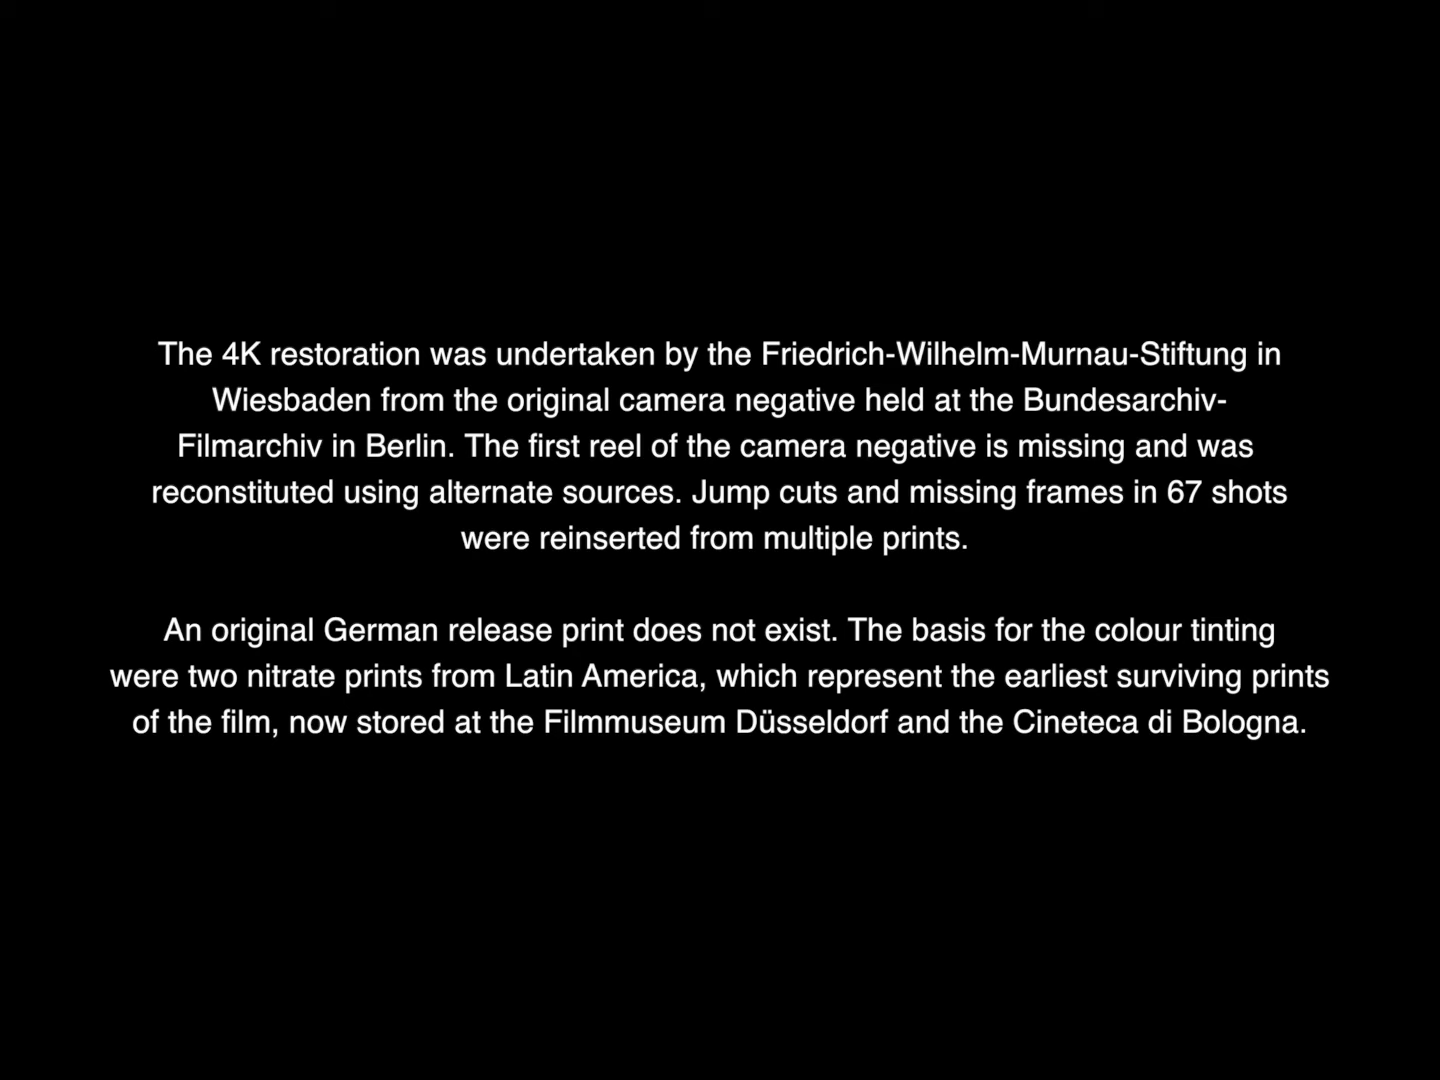 The 4K restoration was undertaken by the Friedrich-Wilhelm-Murnau-Stiftung in
Wiesbaden from the original camera negative held at the Bundesarchiv-
Filmarchiv in Berlin. The first reel of the camera negative is missing and was
reconstituted using alternate sources. Jump cuts and missing frames in 67 shots
were reinserted from multiple prints.
An original German release print does not exist. The basis for the colour tinting
were two nitrate prints from Latin America, which represent the earliest surviving prints
of the film, now stored at the Filmmuseum Düsseldorf and the Cineteca di Bologna.